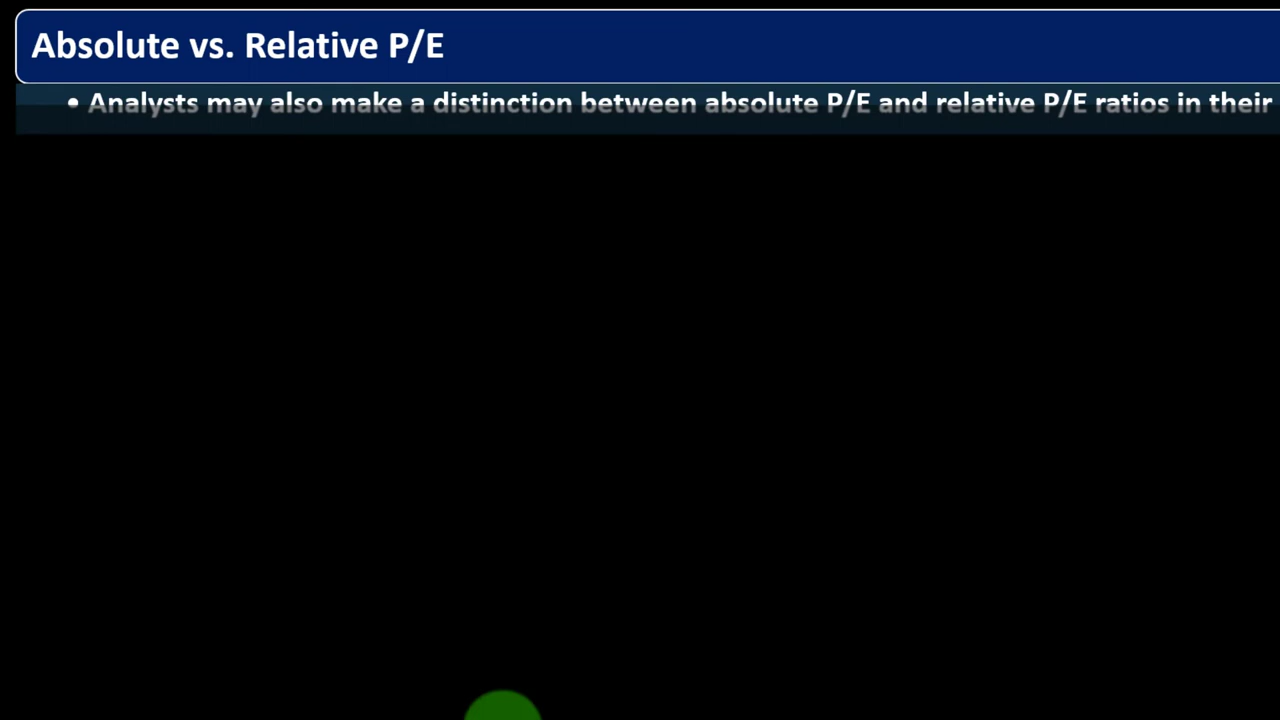 Absolute vs. Relative P/E
• Analysts may also make a distinction between absolute P/E and relative P/E ratios in their